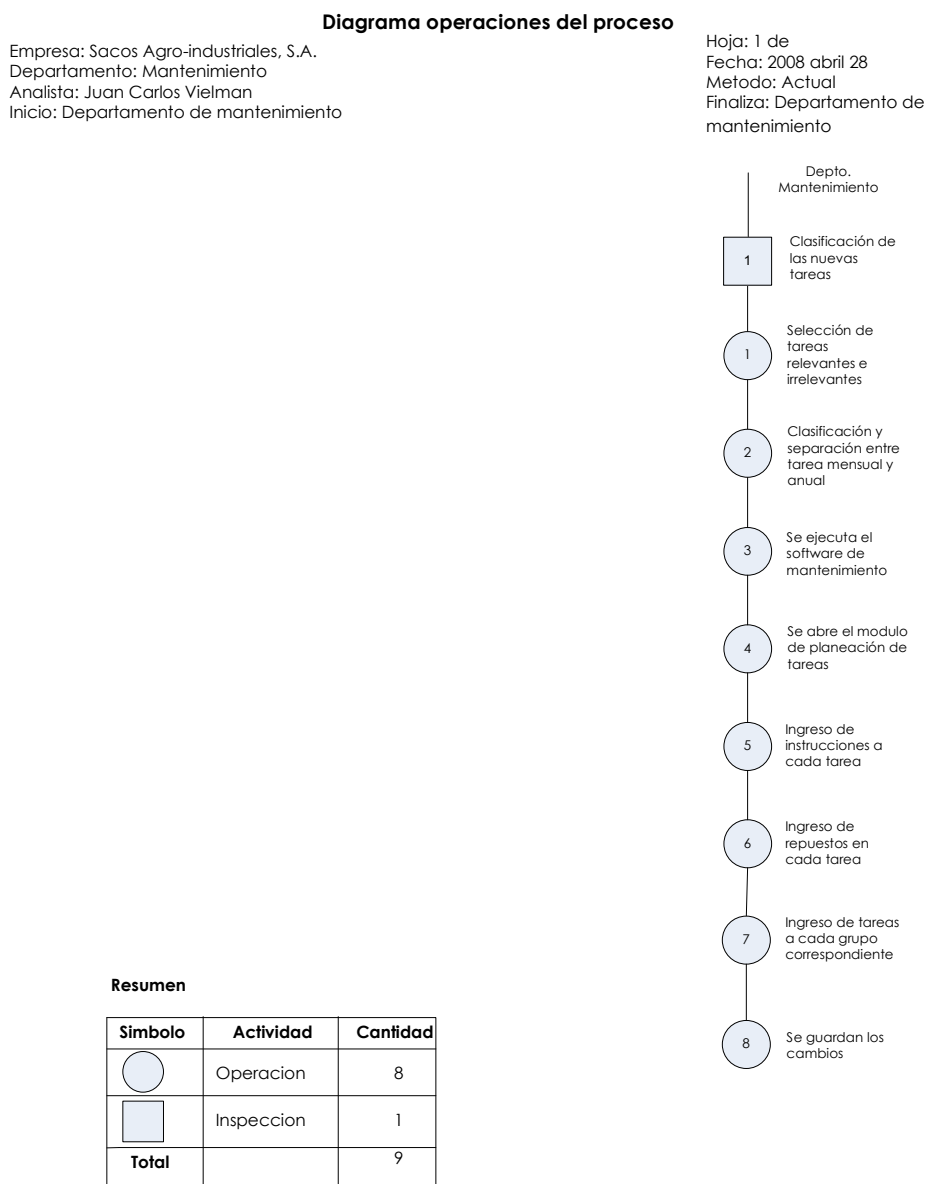 Diagrama operaciones del proceso
Empresa: Sacos Agro-industriales, S.A.
Departamento: Mantenimiento
Analista: Juan Carlos Vielman
Inicio: Departamento de mantenimiento
Hoja: 1 de
Fecha: 2008 abril 28
Metodo: Actual
Finaliza: Departamento de
mantenimiento
Depto.
Mantenimiento
1
Clasificación de
las nuevas
tareas
1
Selección de
tareas
relevantes e
irrelevantes
2
Clasificación y
separación entre
tarea mensual y
anual
3
Se ejecuta el
software de
mantenimiento
4
Se abre el modulo
de planeación de
tareas
5
Ingreso de
instrucciones a
cada tarea
6
Ingreso de
repuestos en
cada tarea
7
Ingreso de tareas
a cada grupo
correspondiente
8
Se guardan los
cambios
Resumen
Simbolo Actividad Cantidad
Operacion 8
Inspeccion 1
Total 9